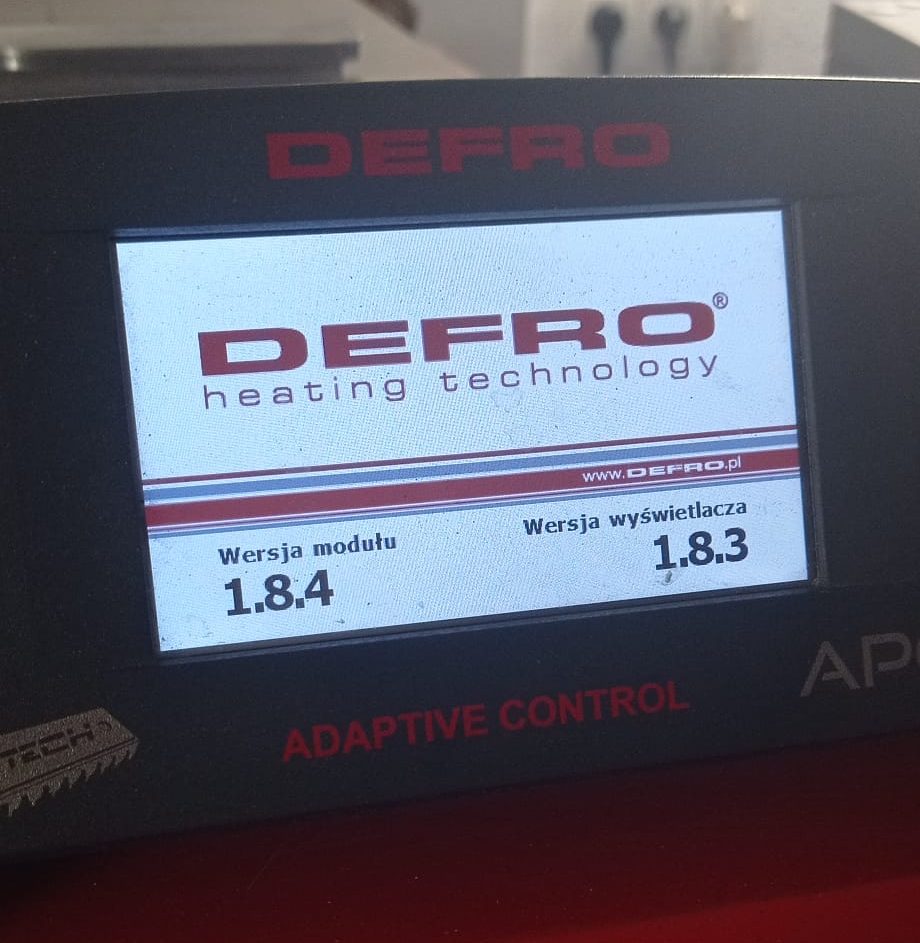 DEFRO
DEFRO®
heating technology
www.DEFRO.pl
Wersja modułu
1.8.4
Wersja wyświetlacza
1.8.3
ADAPTIVE CONTROL
TECH